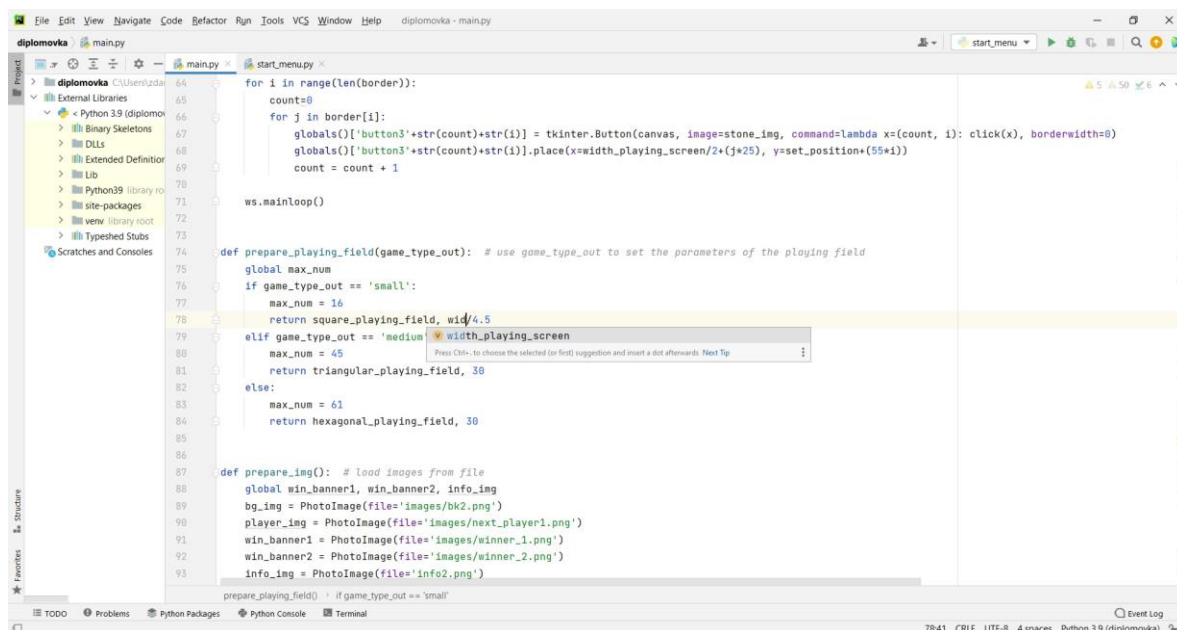 File Edit View Navigate Code Refactor Run Tools VCS Window Help diplomovka - main.py
diplomovka main.py start_menu
Project main.py start_menu.py
diplomovka C:\Users\zdar
External Libraries
< Python 3.9 (diplomov
Binary Skeletons
DLLs
Extended Definition
Lib
Python39 library ro
site-packages
venv library root
Typeshed Stubs
Scratches and Consoles
5 50 6
64 for i in range(len(border)):
65 count=0
66 for j in border[i]:
67 globals()['button3'+str(count)+str(i)] = tkinter.Button(canvas, image=stone_img, command=lambda x=(count, i): click(x), borderwidth=0)
68 globals()['button3'+str(count)+str(i)].place(x=width_playing_screen/2+(j*25), y=set_position+(55*i))
69 count = count + 1
70
71 ws.mainloop()
72
73
74 def prepare_playing_field(game_type_out): # use game_type_out to set the parameters of the playing field
75 global max_num
76 if game_type_out == 'small':
77 max_num = 16
78 return square_playing_field, wid/4.5
79 elif game_type_out == 'medium'
v width_playing_screen
Press Ctrl+. to choose the selected (or first) suggestion and insert a dot afterwards Next Tip
80 max_num = 45
81 return triangular_playing_field, 30
82 else:
83 max_num = 61
84 return hexagonal_playing_field, 30
85
86
87 def prepare_img(): # load images from file
88 global win_banner1, win_banner2, info_img
89 bg_img = PhotoImage(file='images/bk2.png')
90 player_img = PhotoImage(file='images/next_player1.png')
91 win_banner1 = PhotoImage(file='images/winner_1.png')
92 win_banner2 = PhotoImage(file='images/winner_2.png')
93 info_img = PhotoImage(file='info2.png')
Structure
Favorites
prepare_playing_field() › if game_type_out == 'small'
TODO Problems Python Packages Python Console Terminal Event Log
78:41 CRLF UTF-8 4 spaces Python 3.9 (diplomovka)